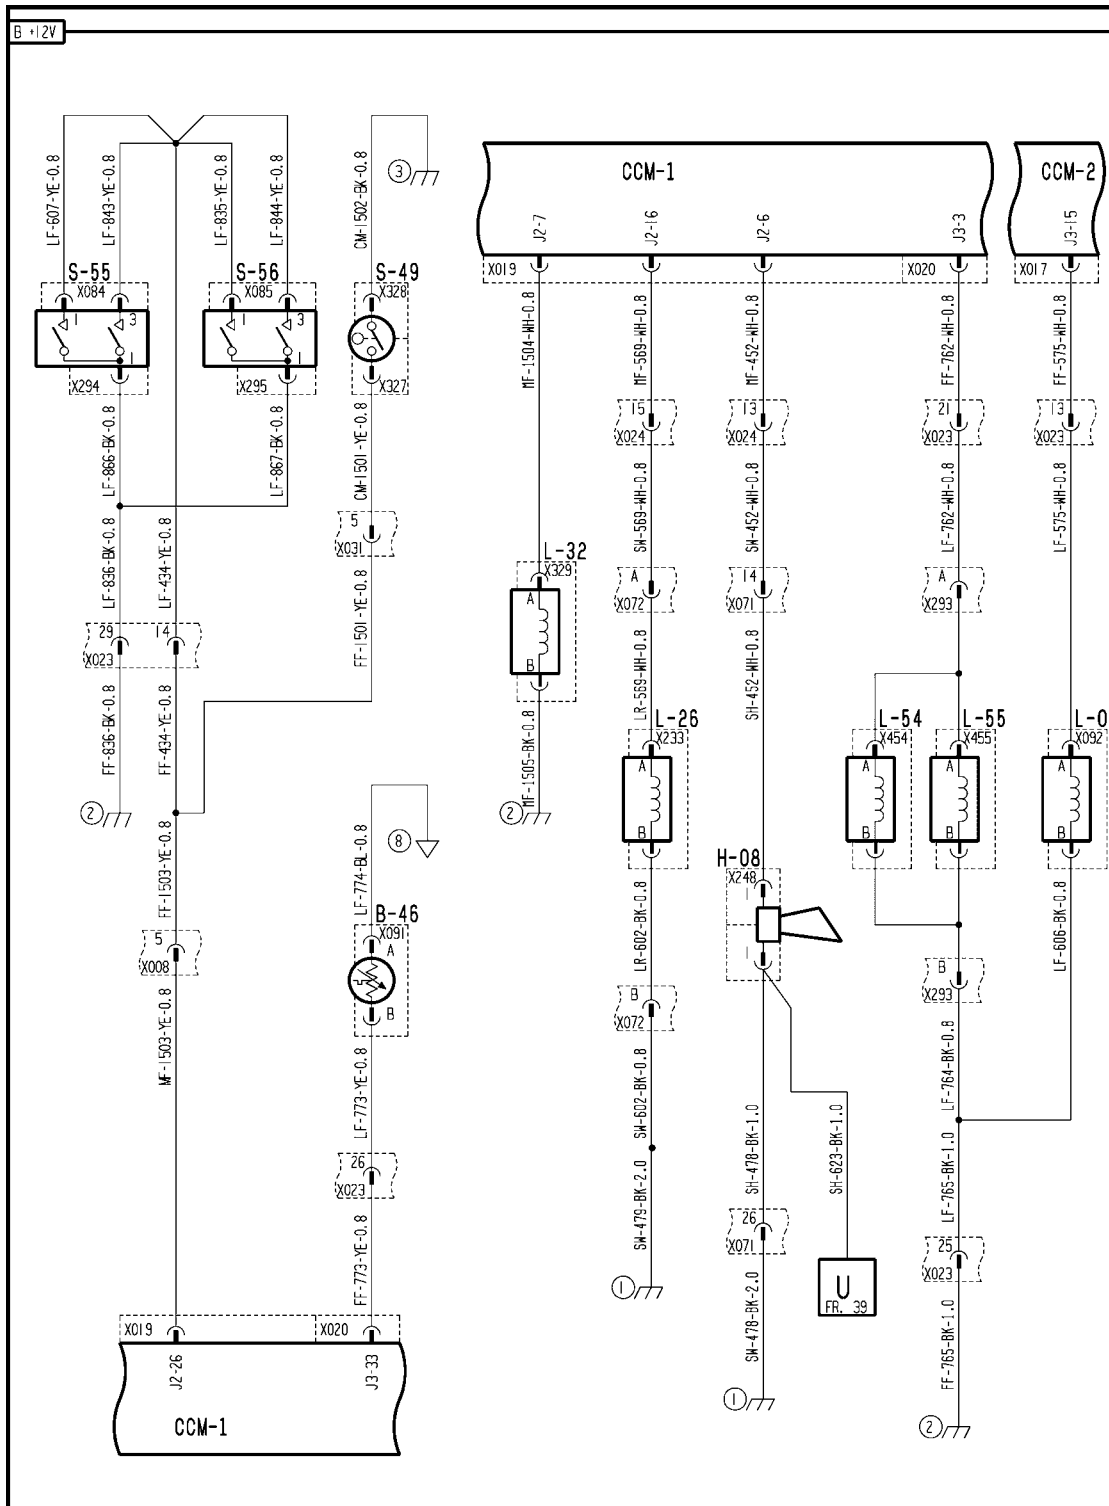 B +12V
LF-607-YE-0.8
LF-843-YE-0.8
LF-835-YE-0.8
LF-844-YE-0.8
CM-1502-BK-0.8
3
S-55
X084
1
3
1
X294
S-56
X085
1
3
1
X295
S-49
X328
X327
LF-866-BK-0.8
LF-867-BK-0.8
CM-1501-YE-0.8
5
X031
LF-836-BK-0.8
LF-434-YE-0.8
FF-1501-YE-0.8
29
14
X023
FF-836-BK-0.8
FF-434-YE-0.8
2
FF-1503-YE-0.8
5
X008
MF-1503-YE-0.8
8
LF-774-BL-0.8
B-46
X091
A
B
LF-773-YE-0.8
26
X023
FF-773-YE-0.8
X019
X020
J2-26
J3-33
CCM-1
CCM-1
J2-7
J2-16
J2-6
J3-3
X019
X020
CCM-2
J3-15
X017
MF-1504-WH-0.8
MF-569-WH-0.8
MF-452-WH-0.8
FF-762-WH-0.8
FF-575-WH-0.8
15
X024
13
X024
21
X023
13
X023
SW-569-WH-0.8
SW-452-WH-0.8
LF-762-WH-0.8
LF-575-WH-0.8
L-32
X329
A
B
A
X072
14
X071
A
X293
MF-1505-BK-0.8
2
LR-569-WH-0.8
SH-452-WH-0.8
L-26
X233
A
B
L-54
X454
A
B
L-55
X455
A
B
L-0
X092
A
B
H-08
X248
1
1
LR-602-BK-0.8
LF-606-BK-0.8
B
X072
B
X293
SW-602-BK-0.8
LF-764-BK-0.8
SW-479-BK-2.0
SH-478-BK-1.0
SH-623-BK-1.0
LF-765-BK-1.0
1
26
X071
25
X023
U
FR. 39
SW-478-BK-2.0
FF-765-BK-1.0
1
2